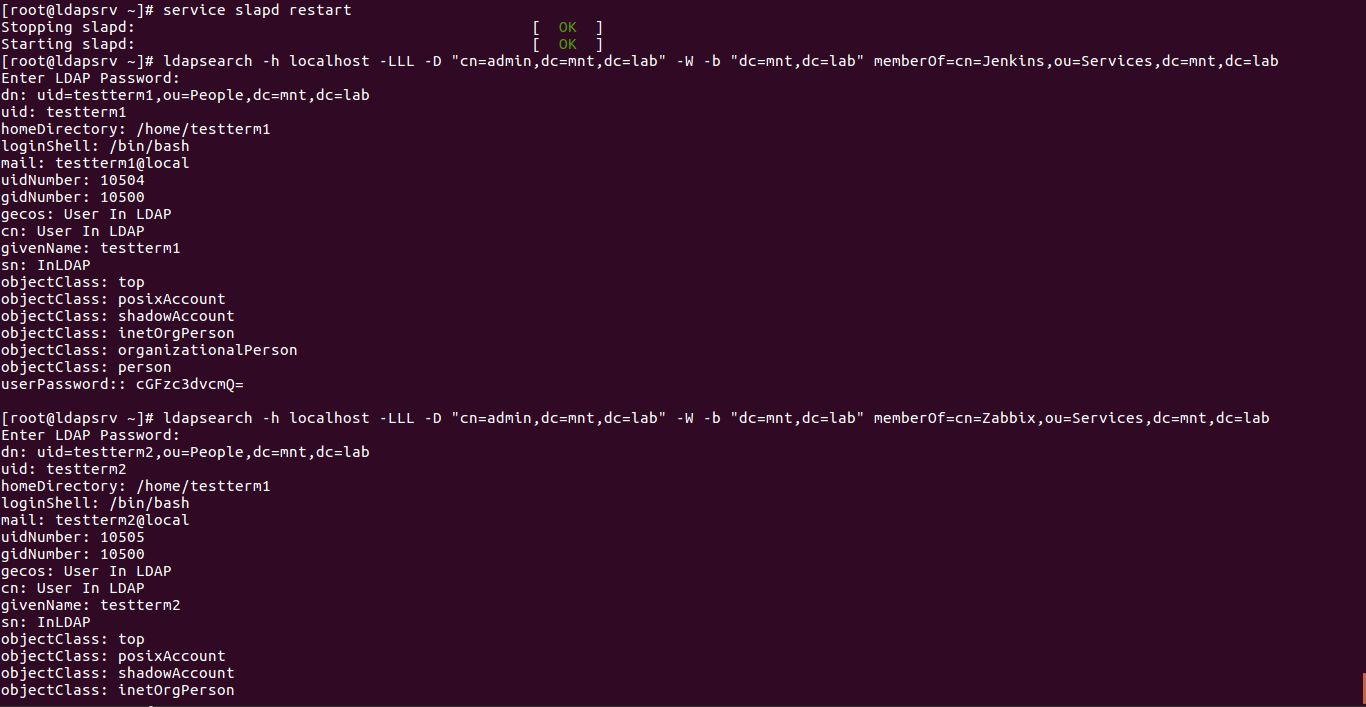 [root@ldapsrv ~]# service slapd restart
Stopping slapd: [ OK ]
Starting slapd: [ OK ]
[root@ldapsrv ~]# ldapsearch -h localhost -LLL -D "cn=admin,dc=mnt,dc=lab" -W -b "dc=mnt,dc=lab" memberOf=cn=Jenkins,ou=Services,dc=mnt,dc=lab
Enter LDAP Password:
dn: uid=testterm1,ou=People,dc=mnt,dc=lab
uid: testterm1
homeDirectory: /home/testterm1
loginShell: /bin/bash
mail: testterm1@local
uidNumber: 10504
gidNumber: 10500
gecos: User In LDAP
cn: User In LDAP
givenName: testterm1
sn: InLDAP
objectClass: top
objectClass: posixAccount
objectClass: shadowAccount
objectClass: inetOrgPerson
objectClass: organizationalPerson
objectClass: person
userPassword:: cGFzc3dvcmQ=
[root@ldapsrv ~]# ldapsearch -h localhost -LLL -D "cn=admin,dc=mnt,dc=lab" -W -b "dc=mnt,dc=lab" memberOf=cn=Zabbix,ou=Services,dc=mnt,dc=lab
Enter LDAP Password:
dn: uid=testterm2,ou=People,dc=mnt,dc=lab
uid: testterm2
homeDirectory: /home/testterm1
loginShell: /bin/bash
mail: testterm2@local
uidNumber: 10505
gidNumber: 10500
gecos: User In LDAP
cn: User In LDAP
givenName: testterm2
sn: InLDAP
objectClass: top
objectClass: posixAccount
objectClass: shadowAccount
objectClass: inetOrgPerson